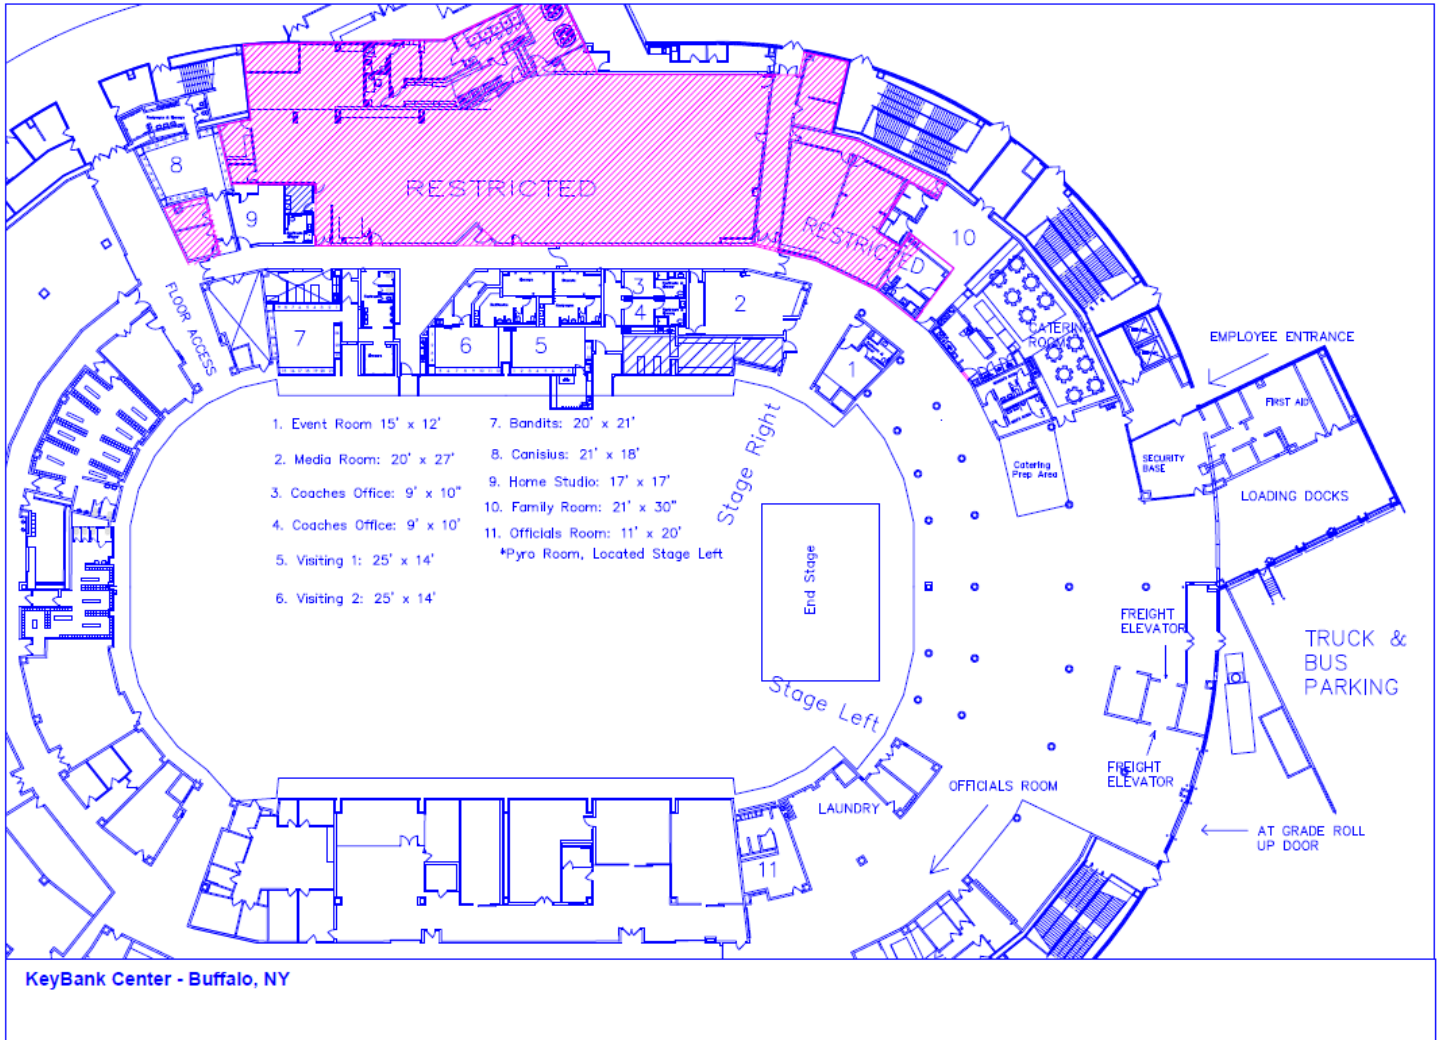 RESTRICTED
8
9
RESTRICTED
10
FLOOR ACCESS
7
6
5
3
4
2
1
CATERING
ROOM
EMPLOYEE ENTRANCE
FIRST AID
SECURITY
BASE
LOADING DOCKS
Catering
Prep Area
1. Event Room 15' x 12'
2. Media Room: 20' x 27'
3. Coaches Office: 9' x 10"
4. Coaches Office: 9' x 10'
5. Visiting 1: 25' x 14'
6. Visiting 2: 25' x 14'
7. Bandits: 20' x 21'
8. Canisius: 21' x 18'
9. Home Studio: 17' x 17'
10. Family Room: 21' x 30"
11. Officials Room: 11' x 20'
*Pyro Room, Located Stage Left
Stage Right
End Stage
Stage Left
FREIGHT
ELEVATOR
TRUCK &
BUS
PARKING
FREIGHT
ELEVATOR
OFFICIALS ROOM
LAUNDRY
AT GRADE ROLL
UP DOOR
11
KeyBank Center - Buffalo, NY